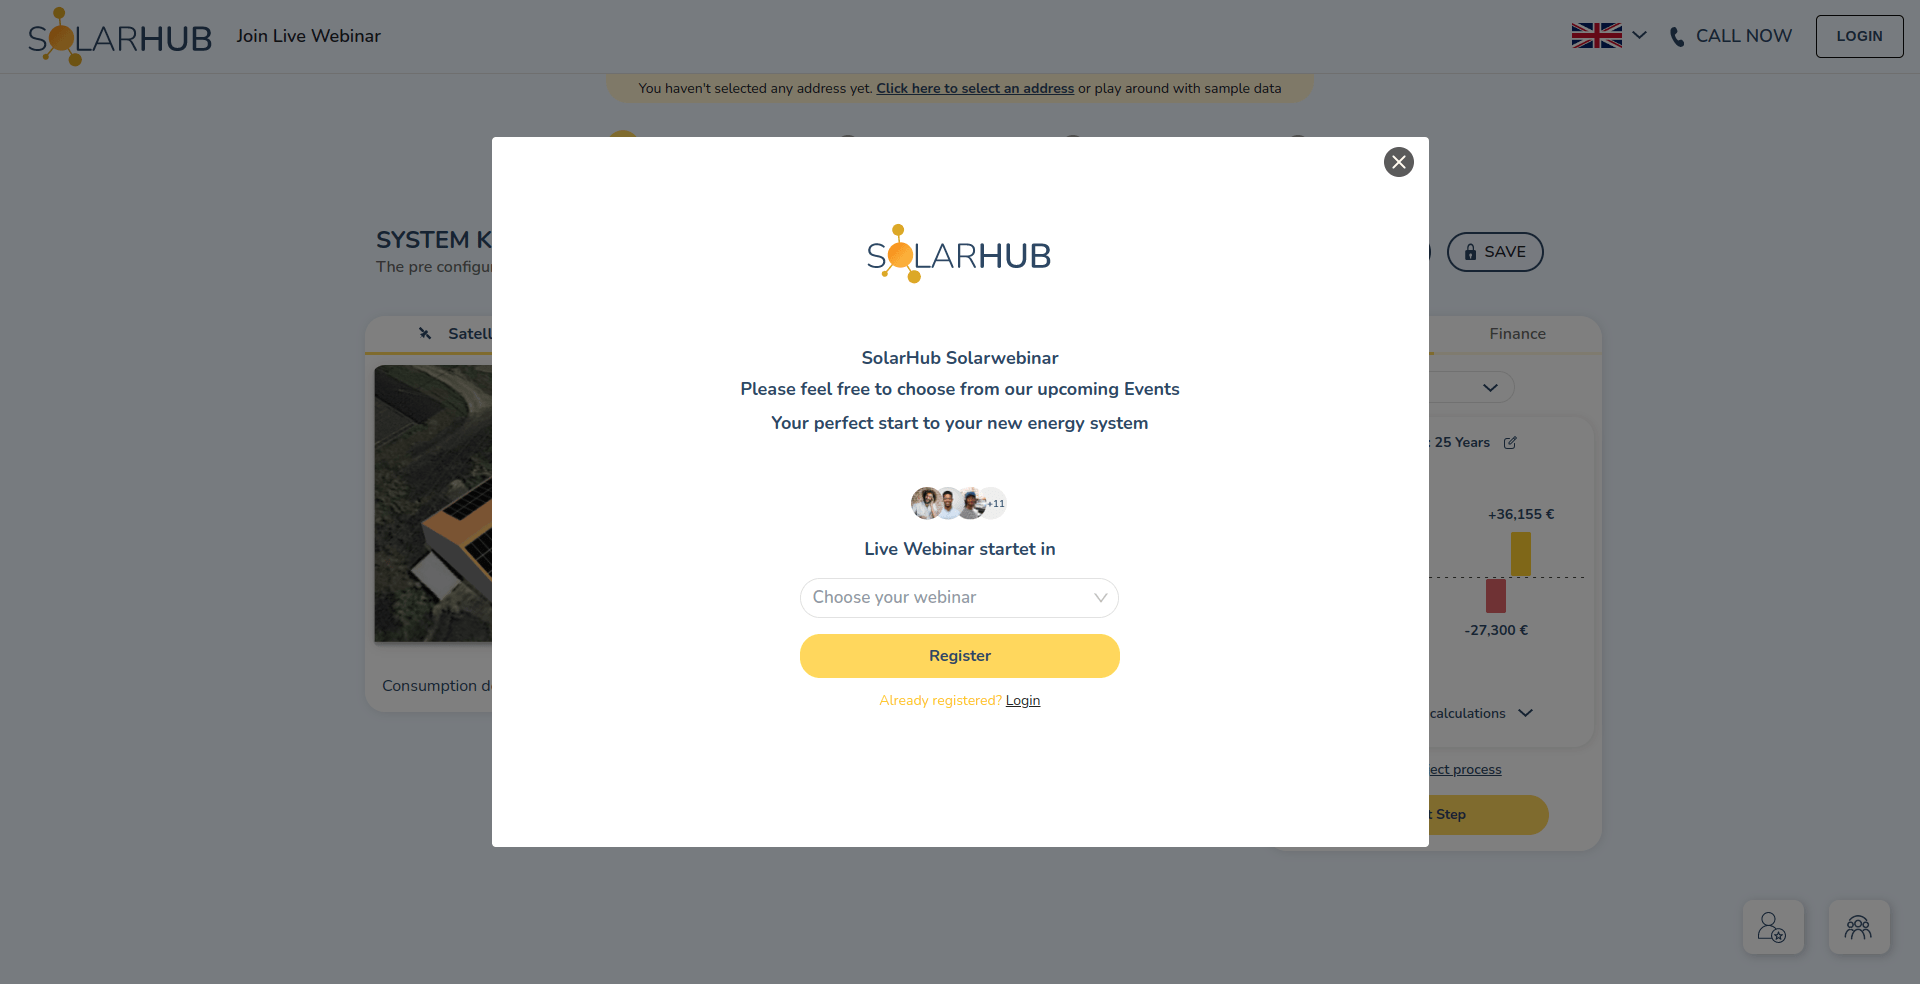 SOLARHUB
Join Live Webinar
CALL NOW
LOGIN
You haven't selected any address yet. Click here to select an address or play around with sample data
SYSTEM K
The pre configu
SAVE
Satell
Finance
SOLARHUB
SolarHub Solarwebinar
Please feel free to choose from our upcoming Events
Your perfect start to your new energy system
+11
Live Webinar startet in
Choose your webinar
Register
Already registered? Login
: 25 Years
+36,155 €
-27,300 €
Consumption d
calculations
ect process
t Step